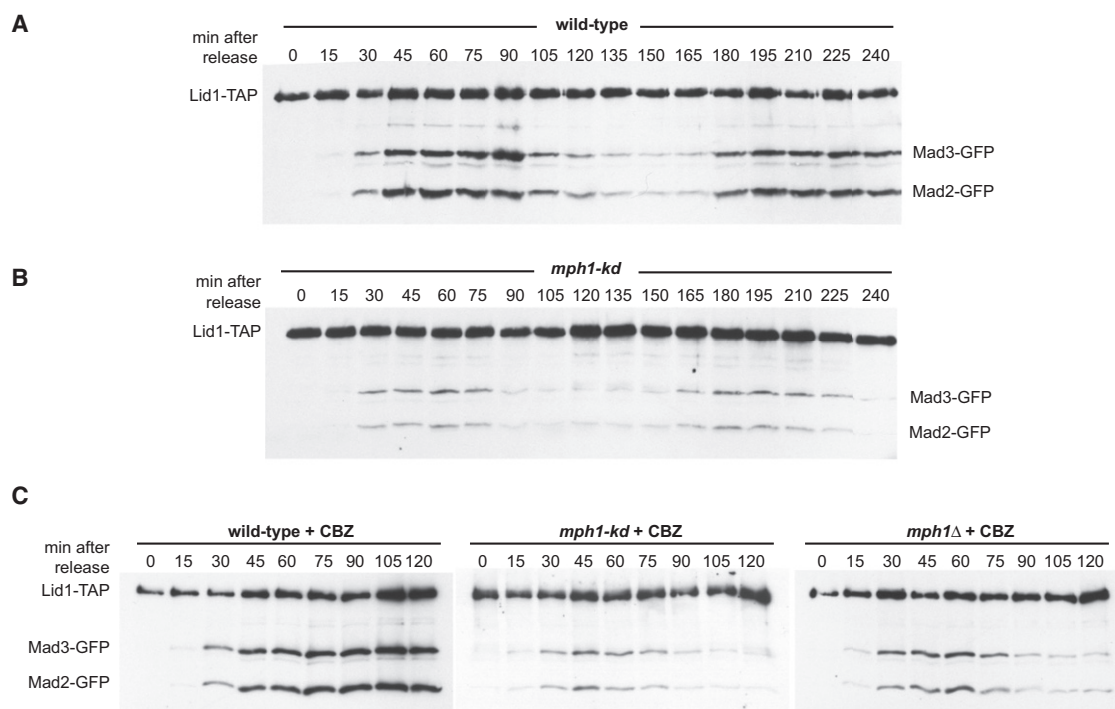 A
wild-type
min after
release
0 15 30 45 60 75 90 105 120 135 150 165 180 195 210 225 240
Lid1-TAP
Mad3-GFP
Mad2-GFP
B
mph1-kd
min after
release
0 15 30 45 60 75 90 105 120 135 150 165 180 195 210 225 240
Lid1-TAP
Mad3-GFP
Mad2-GFP
C
wild-type + CBZ mph1-kd + CBZ mph1Δ + CBZ
min after
release
0 15 30 45 60 75 90 105 120 0 15 30 45 60 75 90 105 120 0 15 30 45 60 75 90 105 120
Lid1-TAP
Mad3-GFP
Mad2-GFP